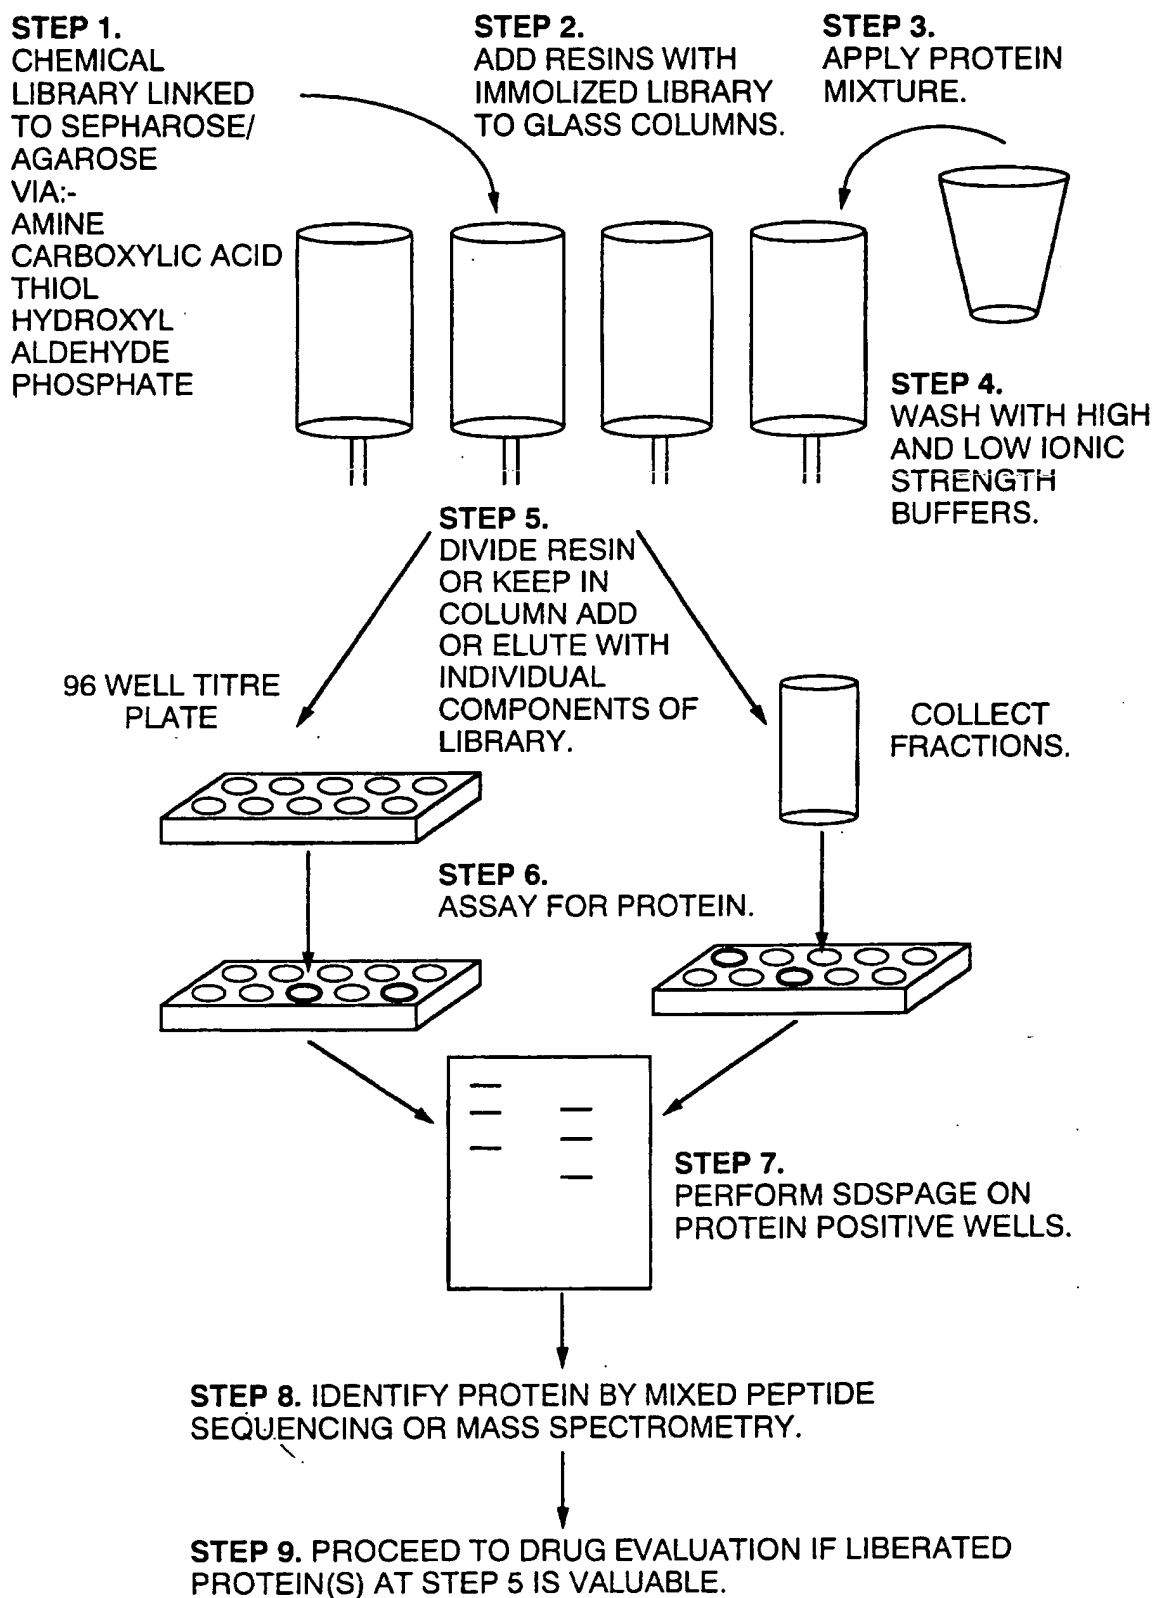 STEP 1.
CHEMICAL
LIBRARY LINKED
TO SEPHAROSE/
AGAROSE
VIA:-
AMINE
CARBOXYLIC ACID
THIOL
HYDROXYL
ALDEHYDE
PHOSPHATE
STEP 2.
ADD RESINS WITH
IMMOLIZED LIBRARY
TO GLASS COLUMNS.
STEP 3.
APPLY PROTEIN
MIXTURE.
STEP 4.
WASH WITH HIGH
AND LOW IONIC
STRENGTH
BUFFERS.
STEP 5.
DIVIDE RESIN
OR KEEP IN
COLUMN ADD
OR ELUTE WITH
INDIVIDUAL
COMPONENTS OF
LIBRARY.
96 WELL TITRE
PLATE
COLLECT
FRACTIONS.
STEP 6.
ASSAY FOR PROTEIN.
STEP 7.
PERFORM SDSPAGE ON
PROTEIN POSITIVE WELLS.
STEP 8. IDENTIFY PROTEIN BY MIXED PEPTIDE
SEQUENCING OR MASS SPECTROMETRY.
STEP 9. PROCEED TO DRUG EVALUATION IF LIBERATED
PROTEIN(S) AT STEP 5 IS VALUABLE.